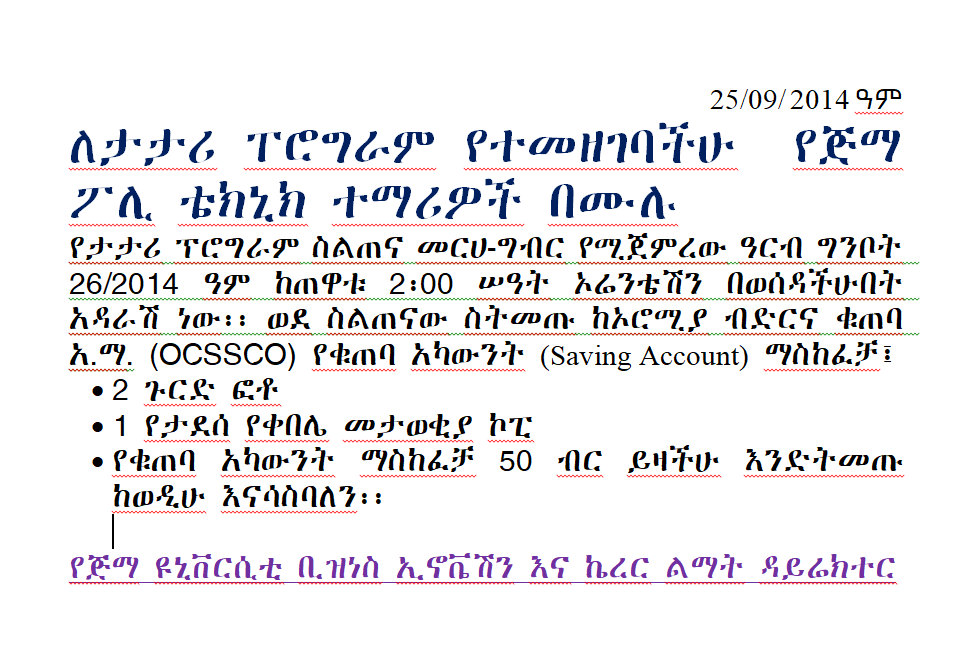 25/09/ 2014 ዓም
ለታታሪ ፕሮግራም የተመዘገባችሁ የጅማ
ፖሊ ቴክኒክ ተማሪዎች በሙሉ
የታታሪ ፕሮግራም ስልጠና መርሀ-ግብር የሚጀምረው ዓርብ ግንቦት
26/2014 ዓም ከጠዋቱ 2፡00 ሠዓት ኦሬንቴሽን በወሰዳችሁበት
አዳራሽ ነው፡፡ ወደ ስልጠናው ስትመጡ ከኦሮሚያ ብድርና ቁጠባ
አ.ማ. (OCSSCO) የቁጠባ አካውንት (Saving Account) ማስከፈቻ፤
• 2 ጉርድ ፎቶ
• 1 የታደሰ የቀበሌ መታወቂያ ኮፒ
• የቁጠባ አካውንት ማስከፈቻ 50 ብር ይዛችሁ እንድትመጡ
ከወዲሁ እናሳስባለን፡፡
የጅማ ዩኒቨርሲቲ ቢዝነስ ኢኖቬሽን እና ኬረር ልማት ዳይሬክተር